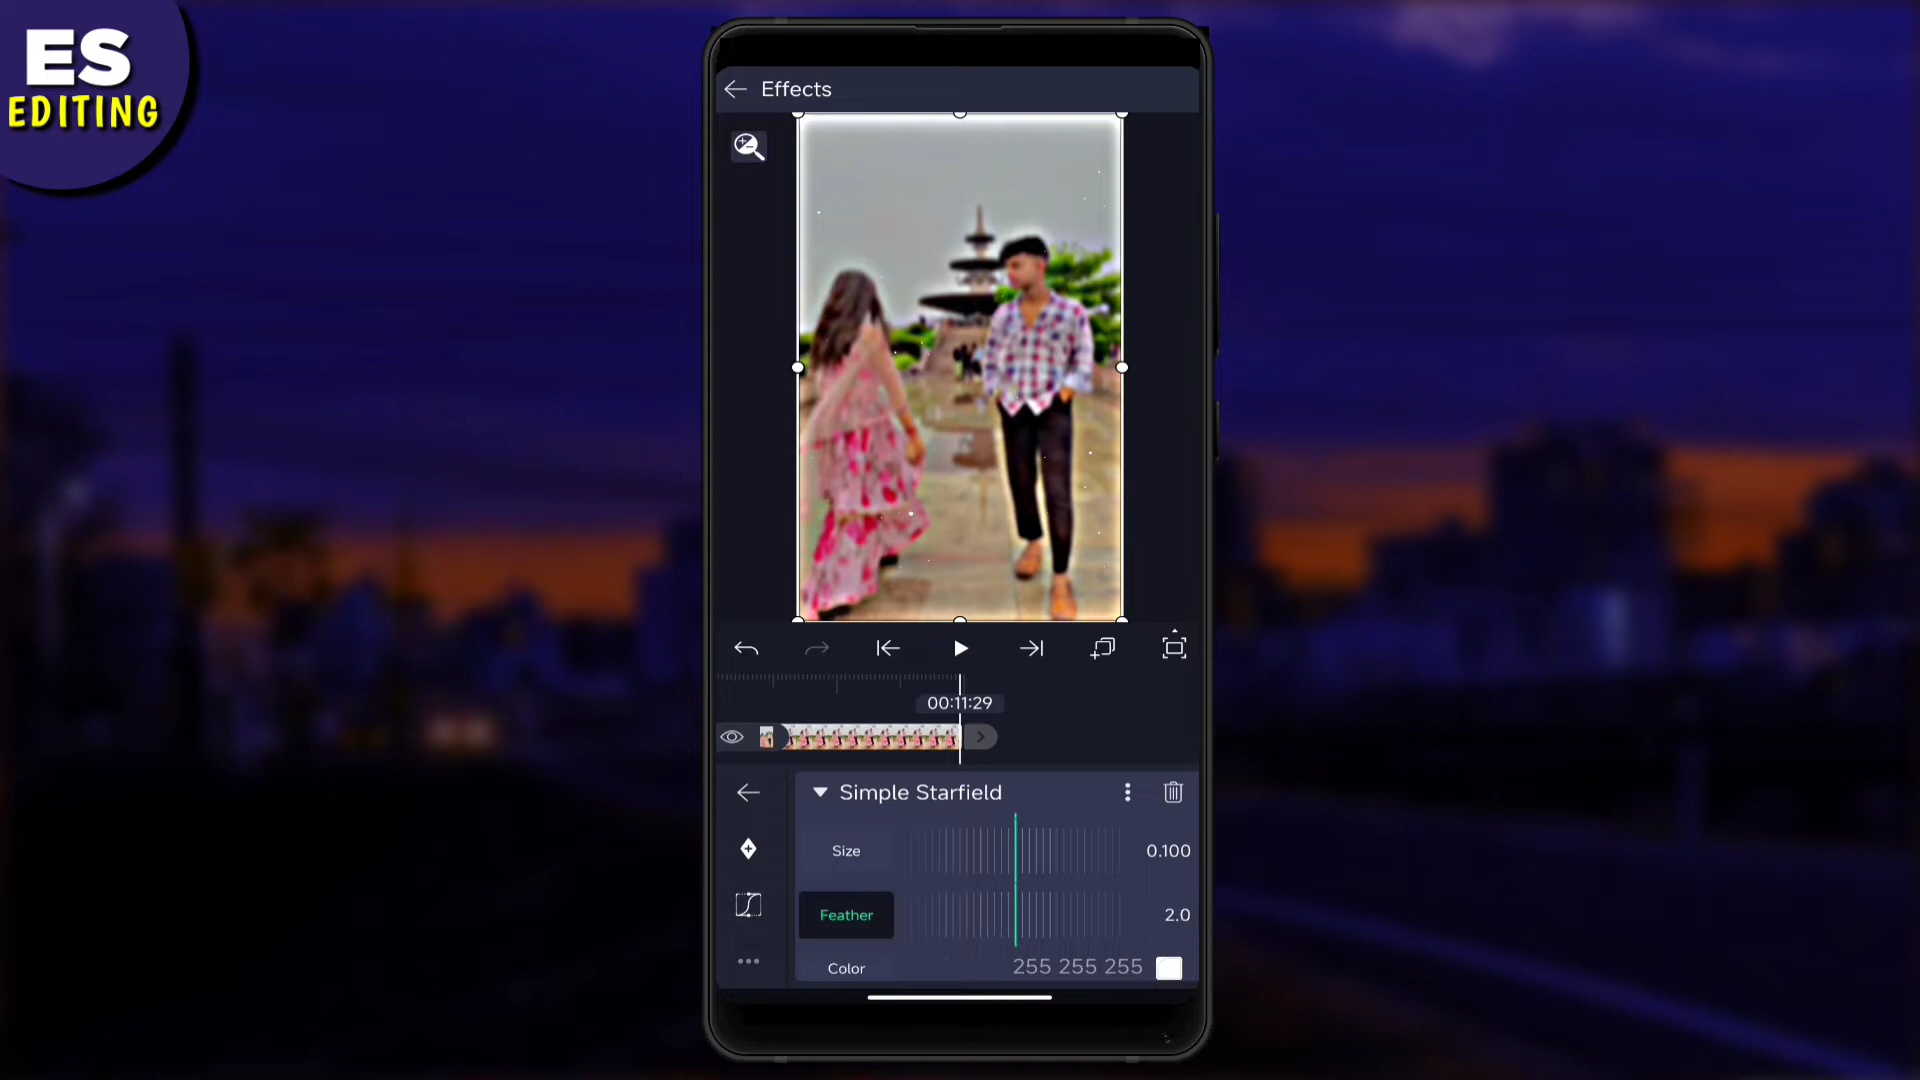 ES
EDITING
Effects
00:11:29
Simple Starfield
Size
0.100
Feather
2.0
Color
255 255 255